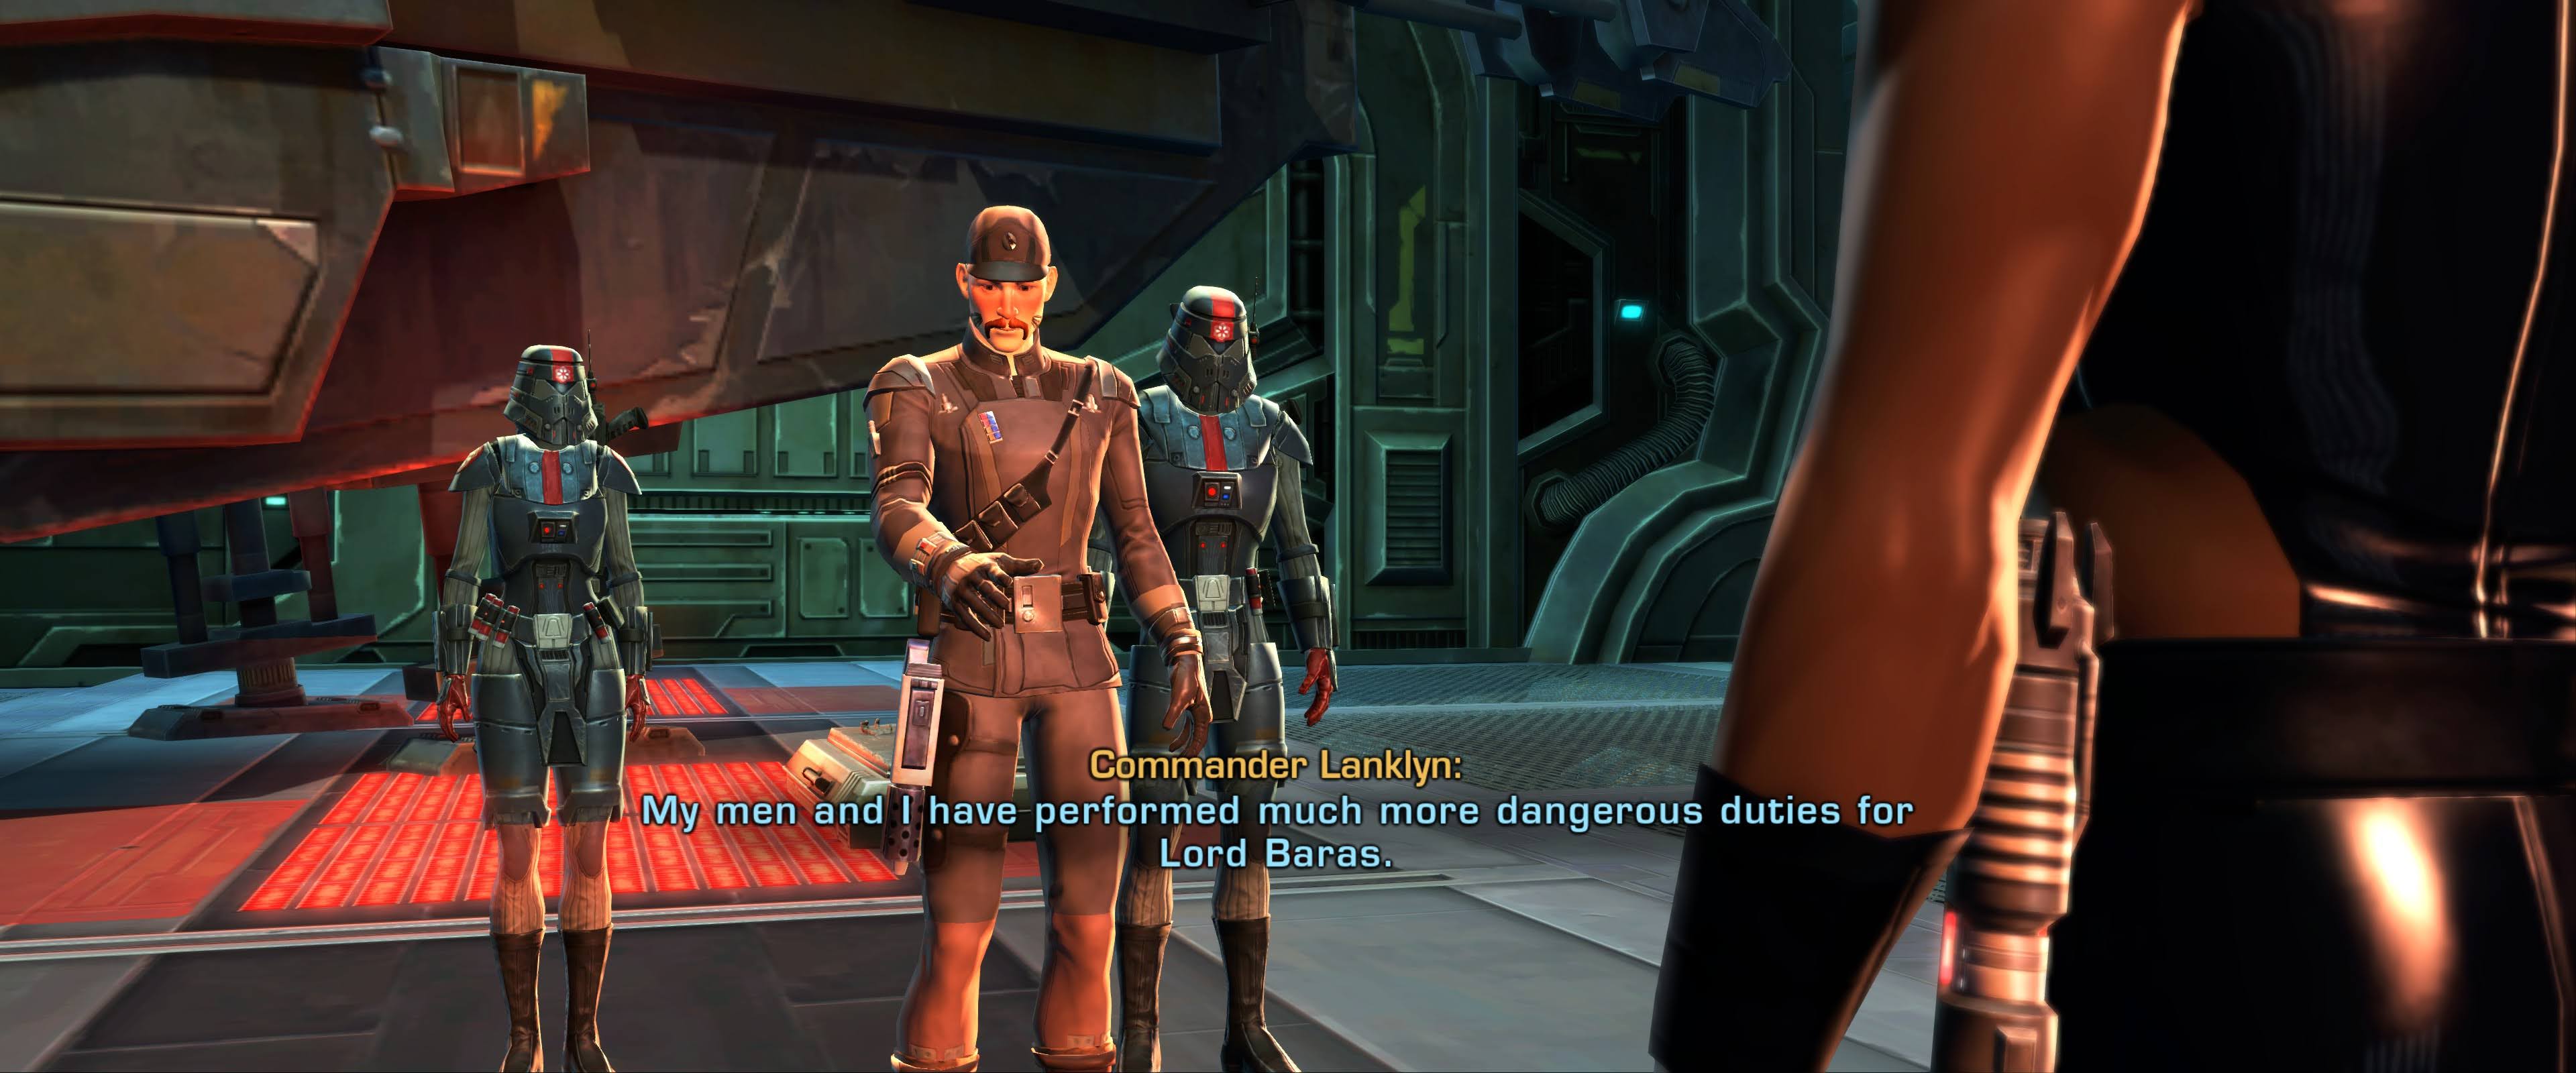 Commander Lanklyn:
My men and I have performed much more dangerous duties for
Lord Baras.